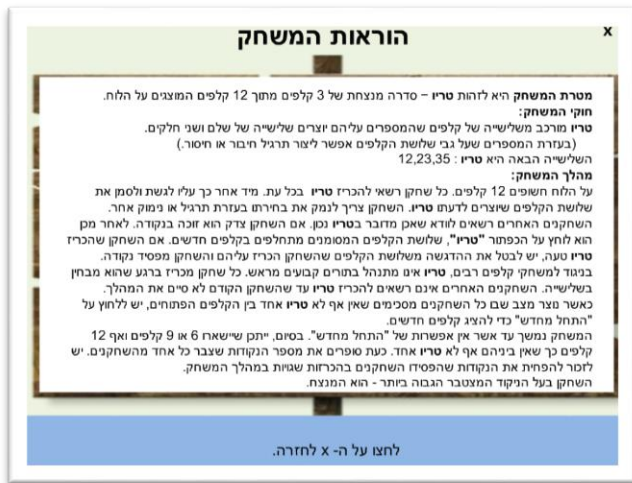 x
הוראות המשחק
מטרת המשחק היא לזהות טריו – סדרה מנצחת של 3 קלפים מתוך 12 קלפים המוצגים על הלוח.
חוקי המשחק:
טריו מורכב משלישייה של קלפים שהמספרים עליהם יוצרים שלישייה של שלם ושני חלקים.
(בעזרת המספרים שעל גבי שלושת הקלפים אפשר ליצור תרגיל חיבור או חיסור.)
השלישייה הבאה היא טריו : 12,23,35
מהלך המשחק:
על הלוח חשופים 12 קלפים. כל שחקן רשאי להכריז טריו בכל עת. מיד אחר כך עליו לגשת ולסמן את
שלושת הקלפים שיוצרים לדעתו טריו. השחקן צריך לנמק את בחירתו בעזרת תרגיל או נימוק אחר.
השחקנים האחרים רשאים לוודא שאכן מדובר בטריו נכון. אם השחקן צדק הוא זוכה בנקודה. לאחר מכן
הוא לוחץ על הכפתור "טריו", שלושת הקלפים המסומנים מתחלפים בקלפים חדשים. אם השחקן שהכריז
טריו טעה, יש לבטל את ההדגשה משלושת הקלפים שהשחקן הכריז עליהם והשחקן מפסיד נקודה.
בניגוד למשחקי קלפים רבים, טריו אינו מתנהל בתורים קבועים מראש. כל שחקן מכריז ברגע שהוא מבחין
בשלישייה. השחקנים האחרים אינם רשאים להכריז טריו עד שהשחקן הקודם לא סיים את המהלך.
כאשר נוצר מצב שבו כל השחקנים מסכימים שאין אף לא טריו אחד בין הקלפים הפתוחים, יש ללחוץ על
"התחל מחדש" כדי להציג קלפים חדשים.
המשחק נמשך עד אשר אין אפשרות של "התחל מחדש". בסיום, ייתכן שיישארו 6 או 9 קלפים ואף 12
קלפים כך שאין ביניהם אף לא טריו אחד. כעת סופרים את מספר הנקודות שצבר כל אחד מהשחקנים. יש
לזכור להפחית את הנקודות שהפסידו השחקנים בהכרזות שגויות במהלך המשחק.
השחקן בעל הניקוד המצטבר הגבוה ביותר - הוא המנצח.
לחצו על ה- x לחזרה.